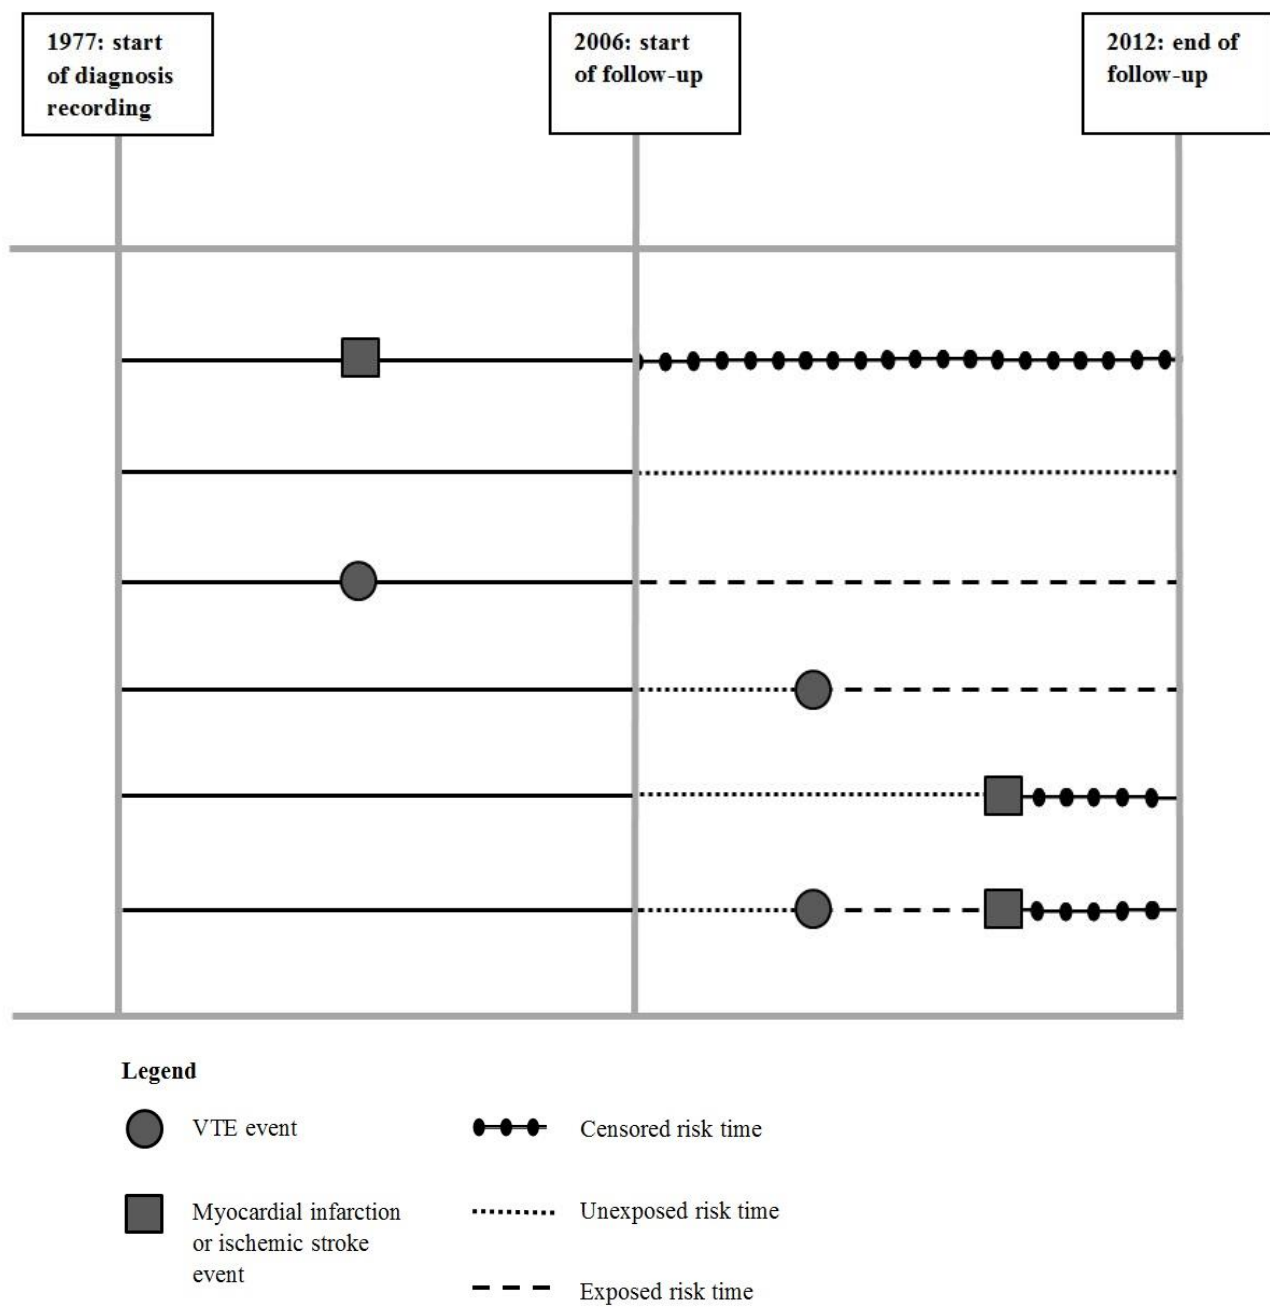 1977: start
of diagnosis
recording
2006: start
of follow-up
2012: end of
follow-up
Legend
VTE event
Censored risk time
Myocardial infarction
or ischemic stroke
event
Unexposed risk time
Exposed risk time